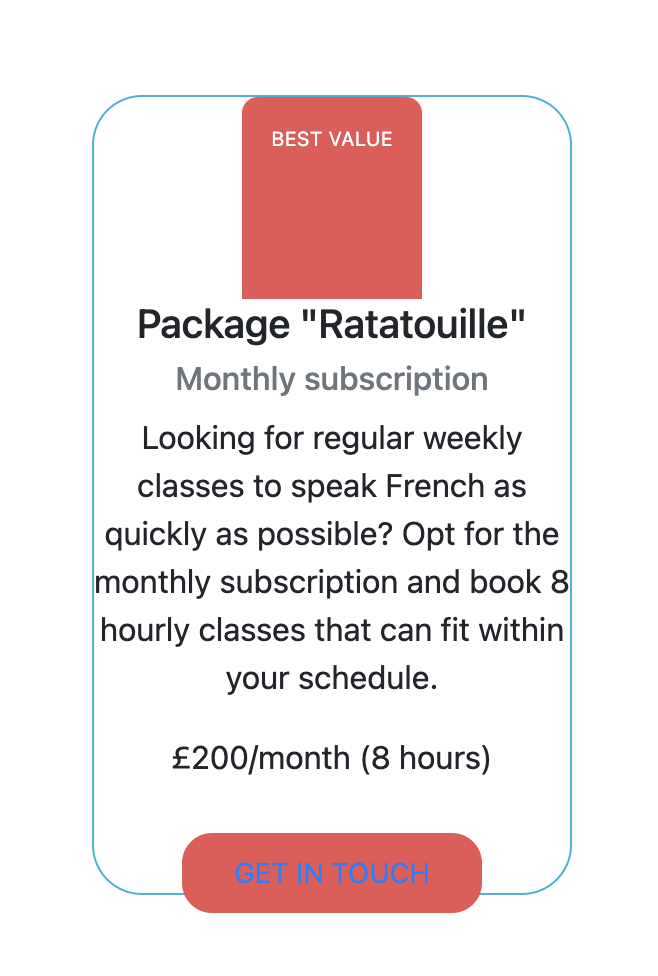 BEST VALUE
Package "Ratatouille"
Monthly subscription
Looking for regular weekly
classes to speak French as
quickly as possible? Opt for the
monthly subscription and book 8
hourly classes that can fit within
your schedule.
£200/month (8 hours)
GET IN TOUCH